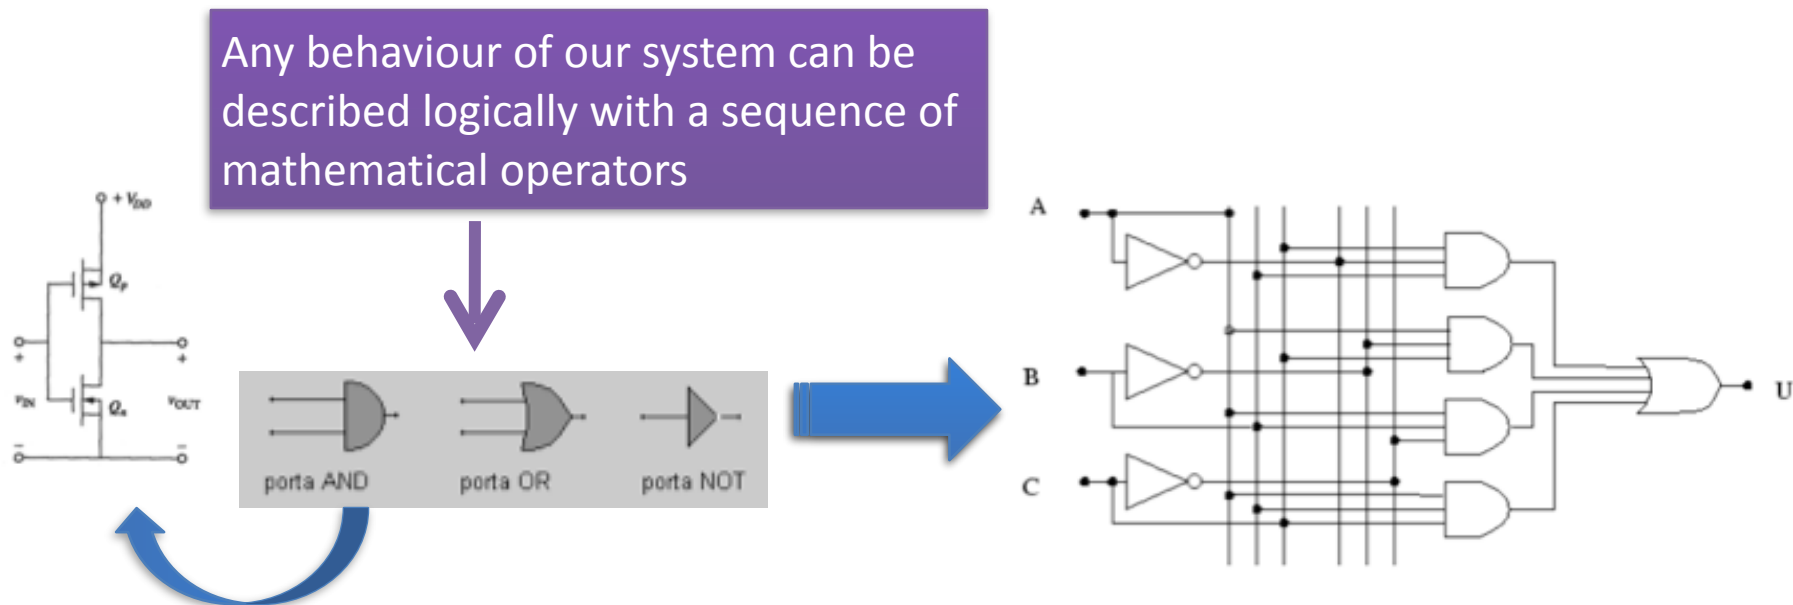 Any behaviour of our system can be
described logically with a sequence of
mathematical operators
+ V_DD
Q_p
+
+
v_IN
Q_n
v_OUT
−
−
porta AND
porta OR
porta NOT
A
B
C
U